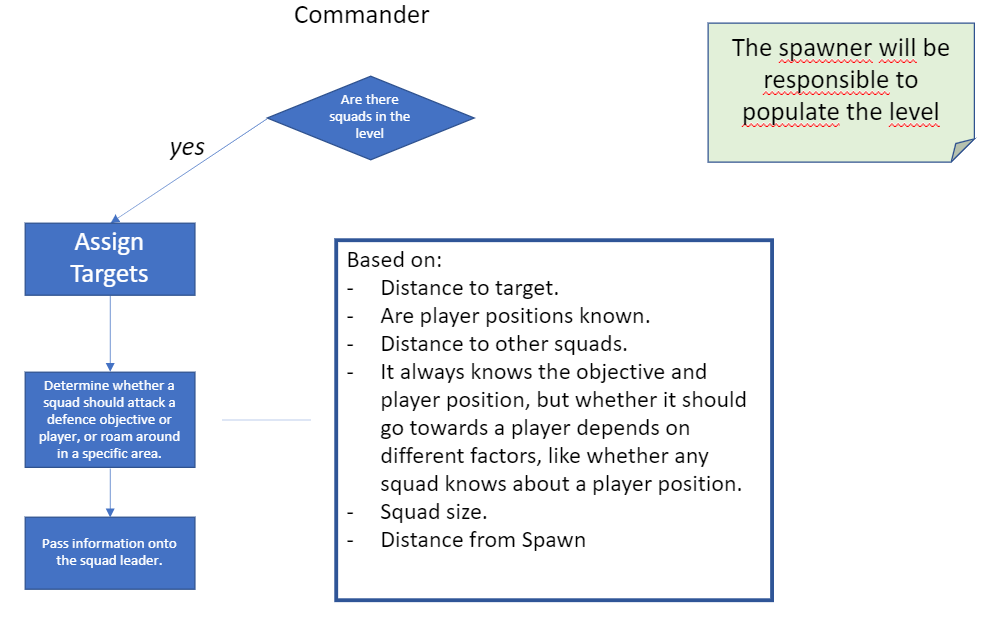 Commander
The spawner will be
responsible to
populate the level
Are there
squads in the
level
yes
Assign
Targets
Determine whether a
squad should attack a
defence objective or
player, or roam around
in a specific area.
Pass information onto
the squad leader.
Based on:
- Distance to target.
- Are player positions known.
- Distance to other squads.
- It always knows the objective and
player position, but whether it should
go towards a player depends on
different factors, like whether any
squad knows about a player position.
- Squad size.
- Distance from Spawn